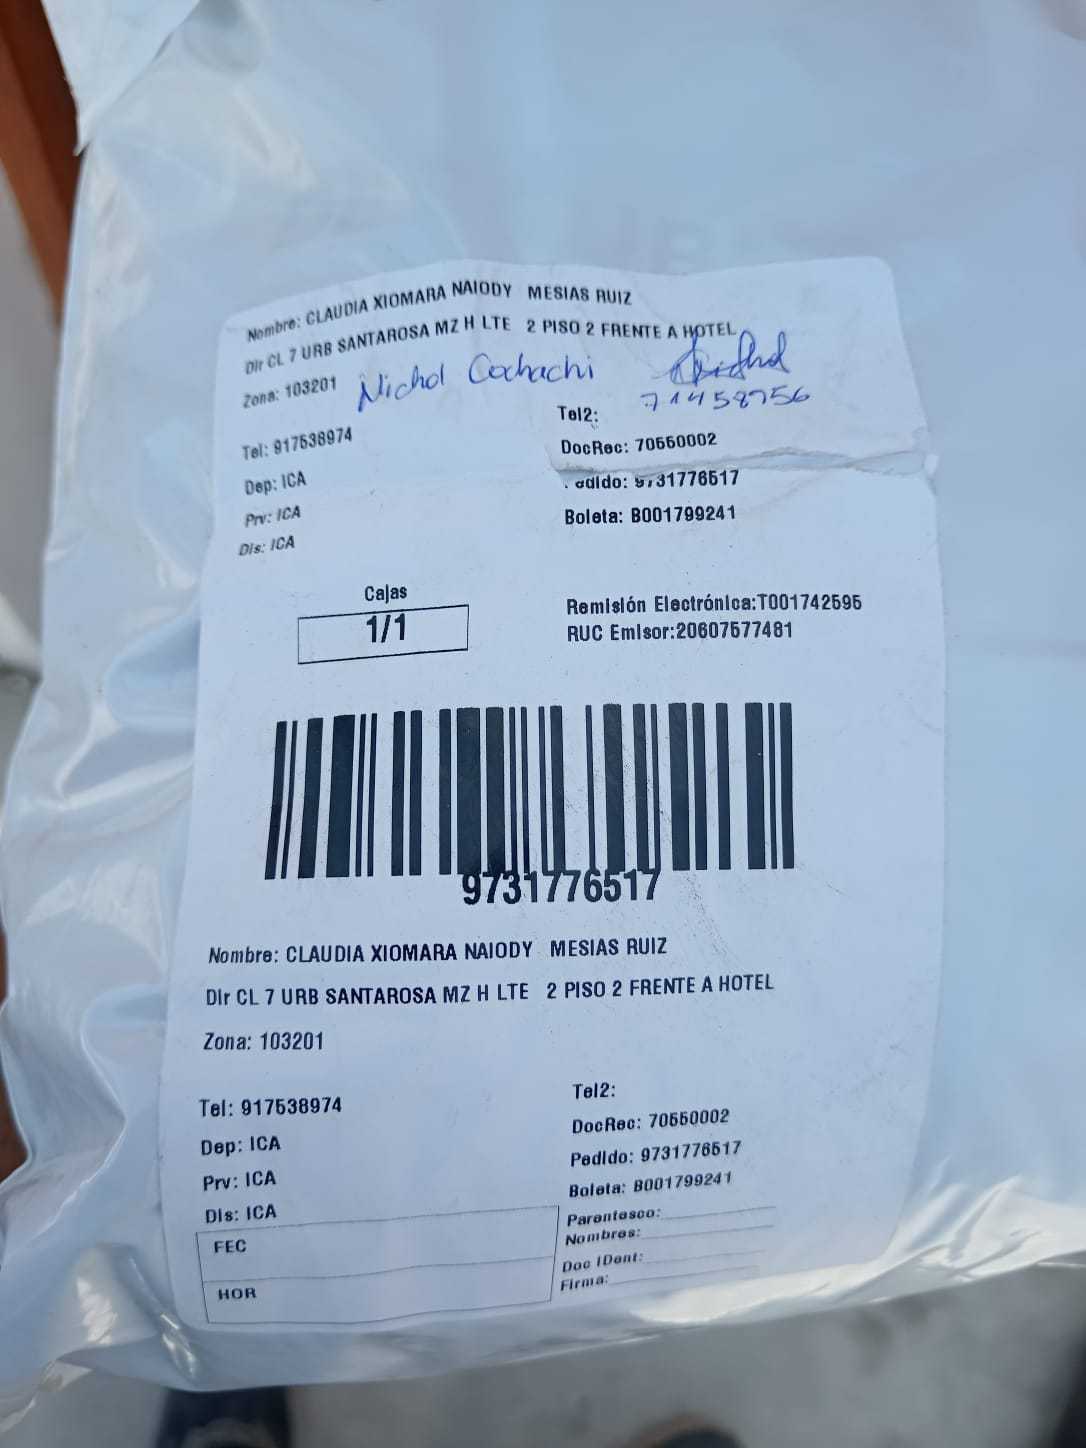 Nombre: CLAUDIA XIOMARA NAIODY MESIAS RUIZ
Dir CL 7 URB SANTAROSA MZ H LTE 2 PISO 2 FRENTE A HOTEL
Zona: 103201 Nichol Cochachi
71458756
Tel2:
Tel: 917538974 DocRec: 70550002
Dep: ICA Pedido: 9731776517
Prv: ICA Boleta: B001799241
Dis: ICA
Cajas
1/1
Remisión Electrónica:T001742595
RUC Emisor:20607577481
9731776517
Nombre: CLAUDIA XIOMARA NAIODY MESIAS RUIZ
Dir CL 7 URB SANTAROSA MZ H LTE 2 PISO 2 FRENTE A HOTEL
Zona: 103201
Tel: 917538974 Tel2:
Dep: ICA DocRec: 70550002
Prv: ICA Pedido: 9731776517
Dis: ICA Boleta: B001799241
FEC Parentesco:
Nombres:
HOR Doc IDent:
Firma: